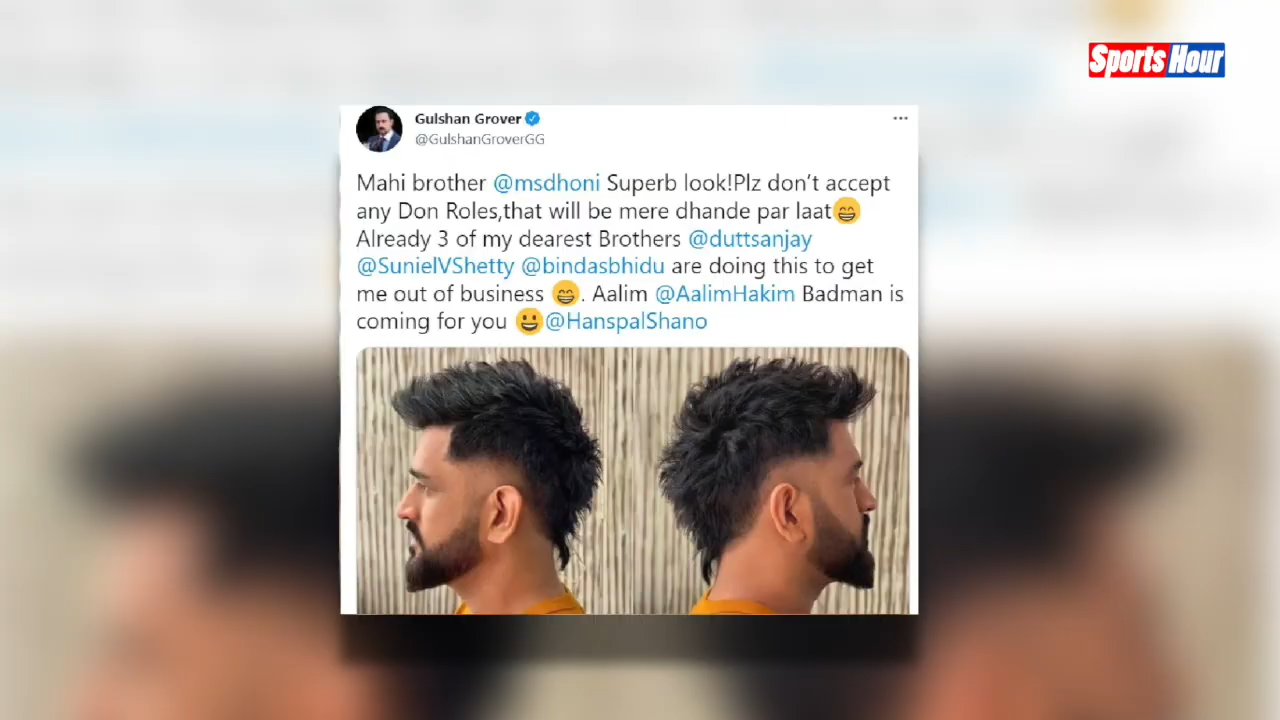 Sports Hour
Gulshan Grover
@GulshanGroverGG
Mahi brother @msdhoni Superb look!Plz don't accept
any Don Roles,that will be mere dhande par laat😁
Already 3 of my dearest Brothers @duttsanjay
@SunielVShetty @bindasbhidu are doing this to get
me out of business 😁. Aalim @AalimHakim Badman is
coming for you 😃@HanspalShano